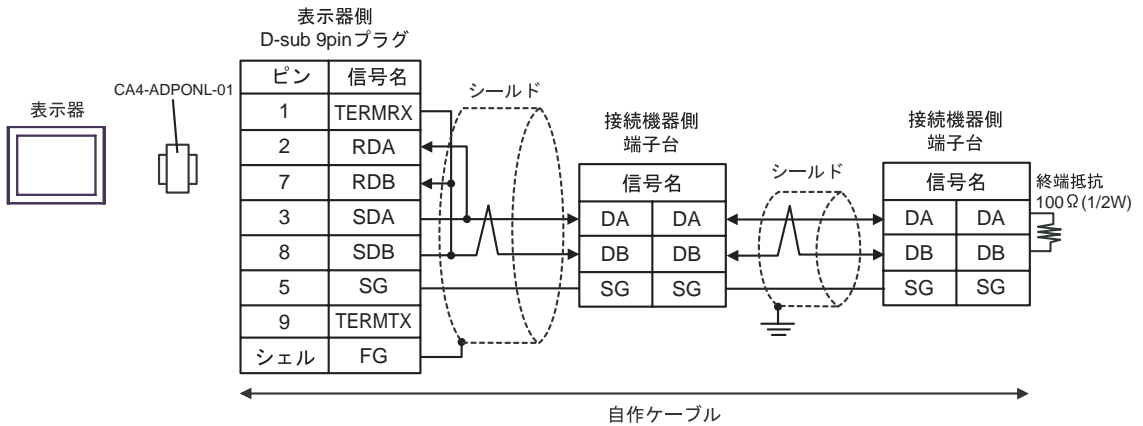 表示器側
D-sub 9pinプラグ
表示器
CA4-ADPONL-01
ピン 信号名
1 TERMRX
2 RDA
7 RDB
3 SDA
8 SDB
5 SG
9 TERMTX
シェル FG
シールド
接続機器側
端子台
信号名
DA DA
DB DB
SG SG
シールド
接続機器側
端子台
信号名
DA DA
DB DB
SG SG
終端抵抗
100Ω(1/2W)
自作ケーブル